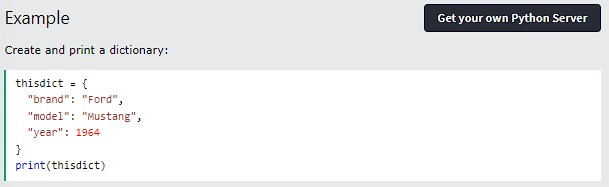 Example
Get your own Python Server
Create and print a dictionary:
thisdict = {
  "brand": "Ford",
  "model": "Mustang",
  "year": 1964
}
print(thisdict)